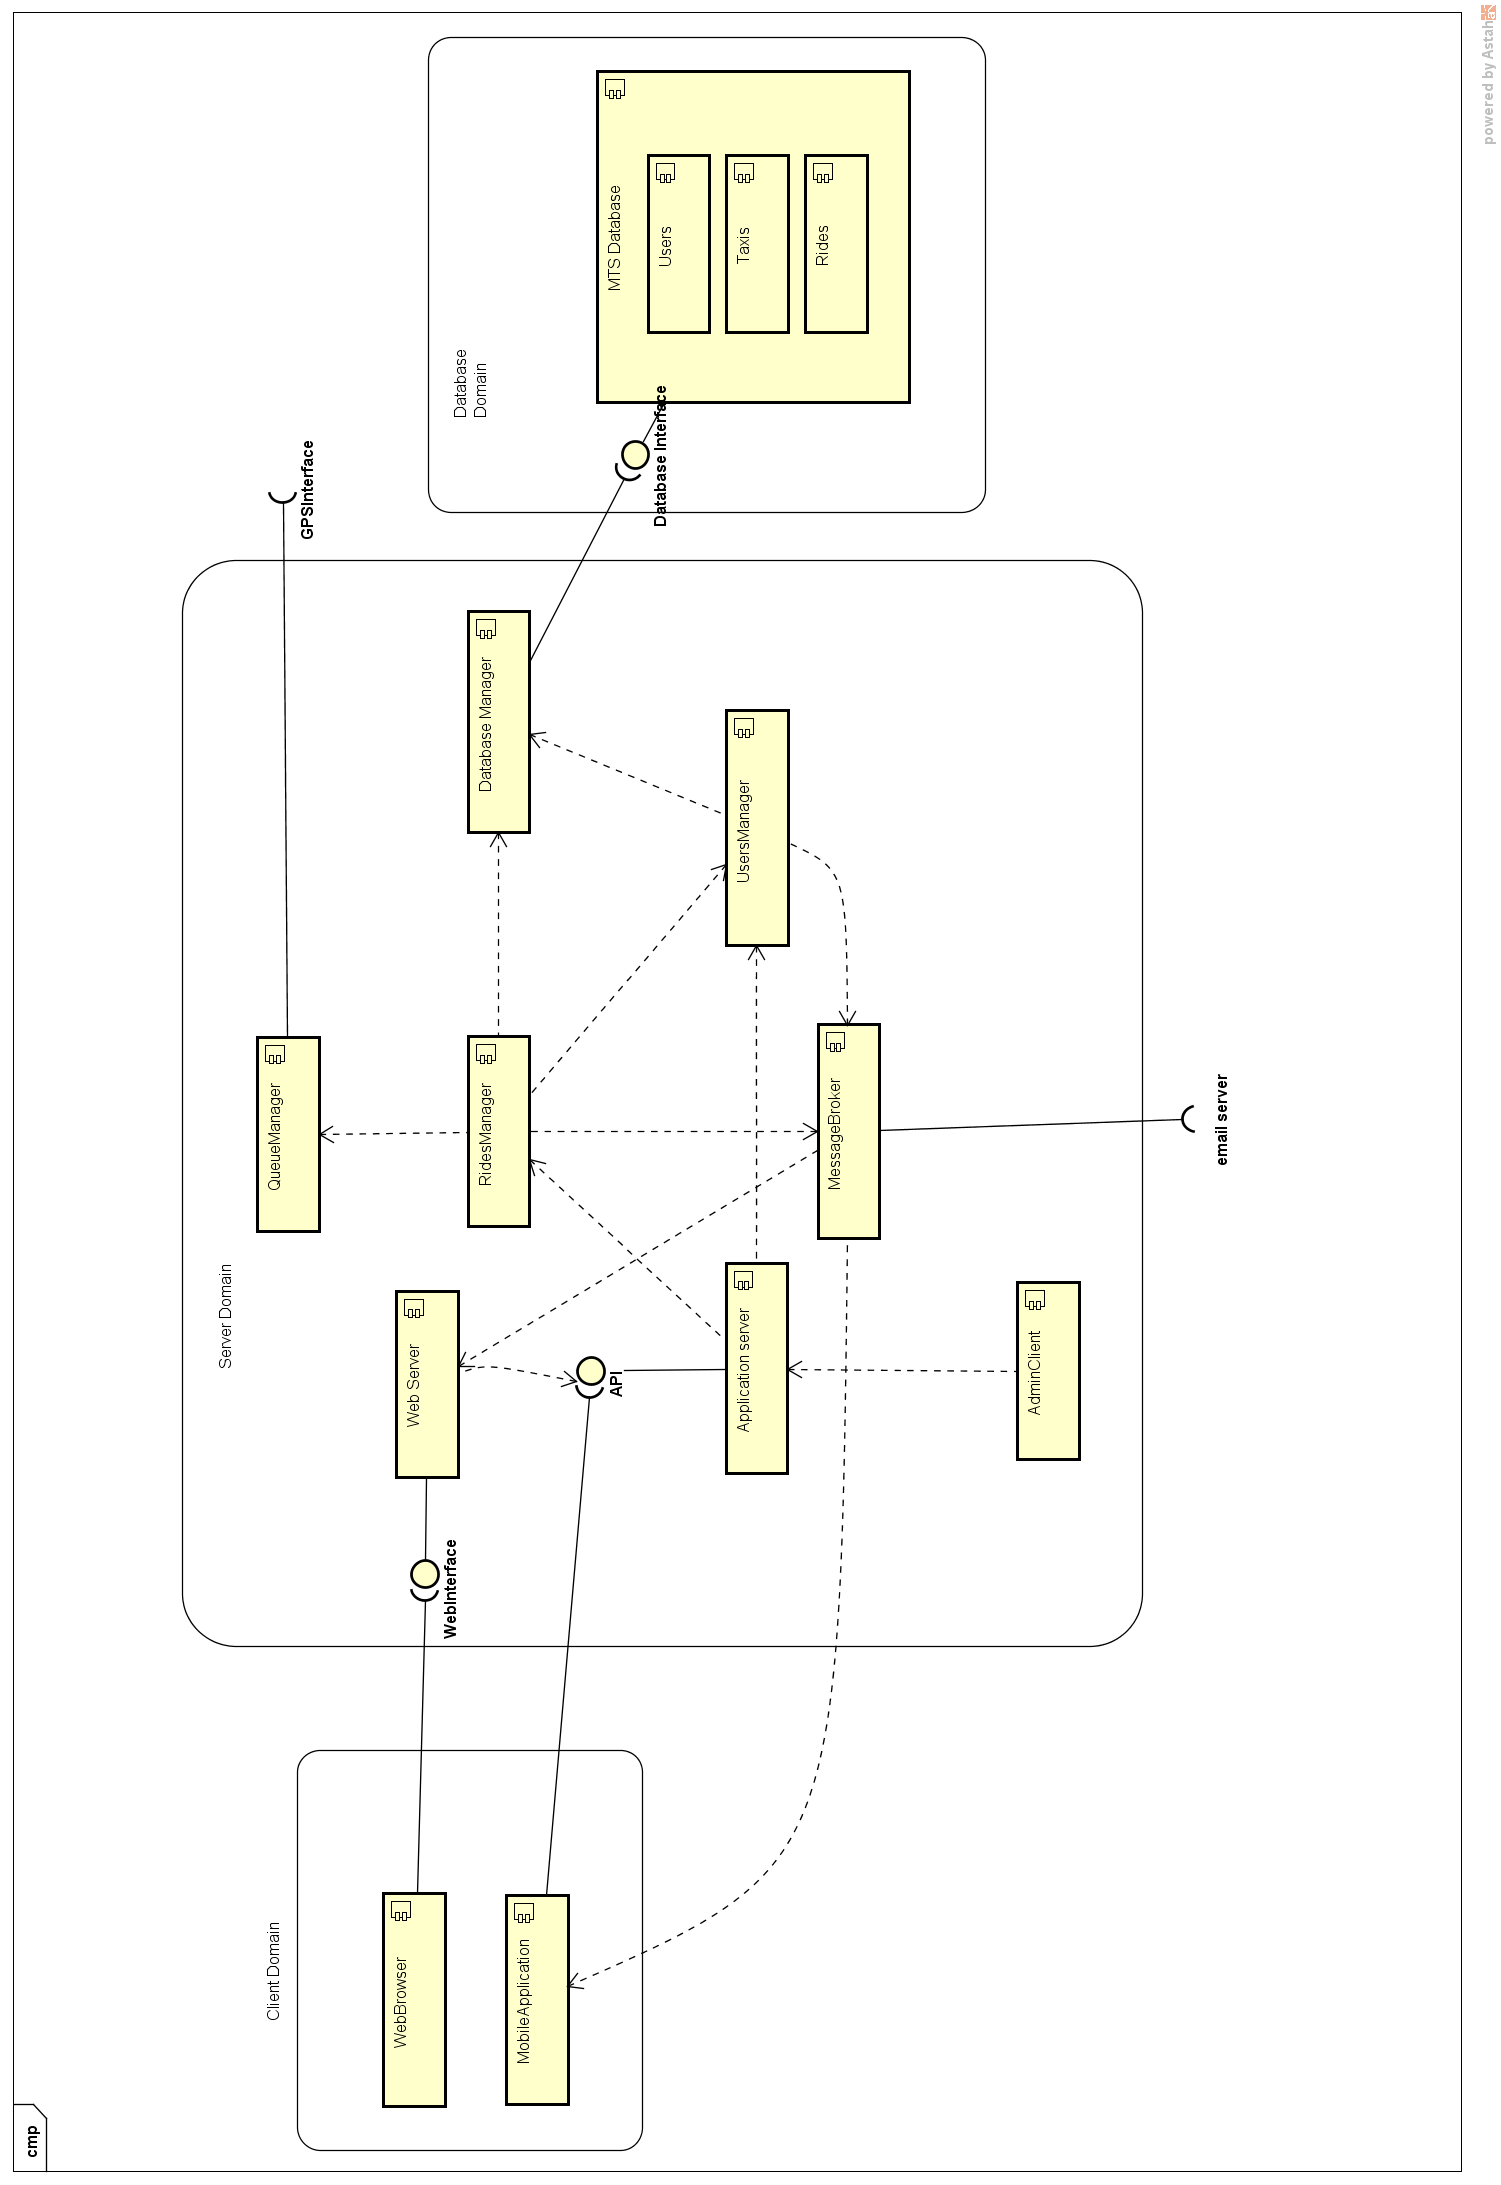 cmp
Client Domain
WebBrowser
MobileApplication
WebInterface
Server Domain
Web Server
API
Application server
AdminClient
QueueManager
RidesManager
MessageBroker
email server
Database Manager
UsersManager
GPSInterface
Database
Domain
Database Interface
MTS Database
Users
Taxis
Rides
powered by Astah